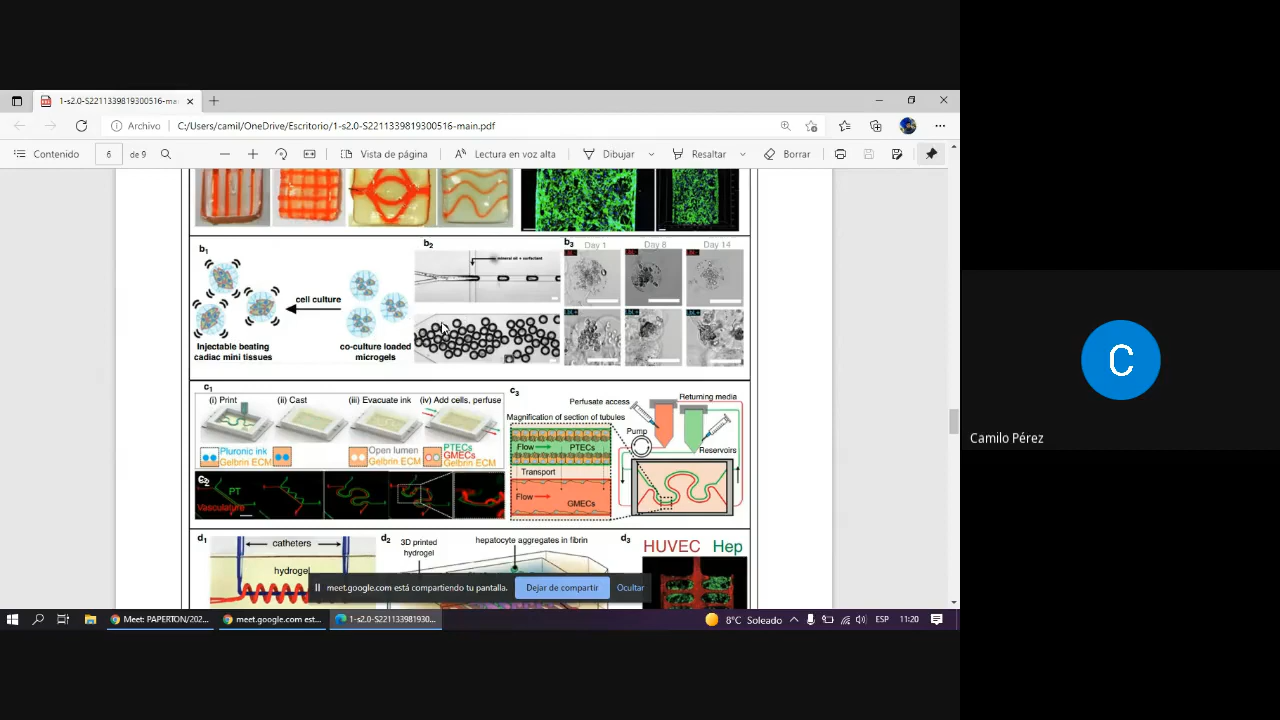 1-s2.0-S2211339819300516-mai
Archivo C:/Users/camil/OneDrive/Escritorio/1-s2.0-S2211339819300516-main.pdf
Contenido 6 de 9 Vista de página Lectura en voz alta Dibujar Resaltar Borrar
b1 b2 b3
Day 1 Day 8 Day 14
mineral oil + surfactant
cell culture
Injectable beating
cadiac mini tissues
co-culture loaded
microgels
c1
(i) Print (ii) Cast (iii) Evacuate ink (iv) Add cells, perfuse
Pluronic ink
Gelbrin ECM
Open lumen
Gelbrin ECM
PTECs
GMECs
Gelbrin ECM
c2
PT
Vasculature
c3
Perfusate access
Returning media
Magnification of section of tubules
Pump
Reservoirs
Flow PTECs
Transport
Flow GMECs
d1 catheters
hydrogel
d2 3D printed
hydrogel
hepatocyte aggregates in fibrin
d3
HUVEC Hep
meet.google.com está compartiendo tu pantalla. Dejar de compartir Ocultar
Meet: PAPERTON/202... meet.google.com est... 1-s2.0-S221133981930... 8°C Soleado ESP 11:20
C
Camilo Pérez